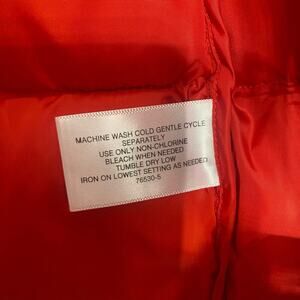 MACHINE WASH COLD GENTLE CYCLE
SEPARATELY
USE ONLY NON-CHLORINE
BLEACH WHEN NEEDED
TUMBLE DRY LOW
IRON ON LOWEST SETTING AS NEEDED
76530-5